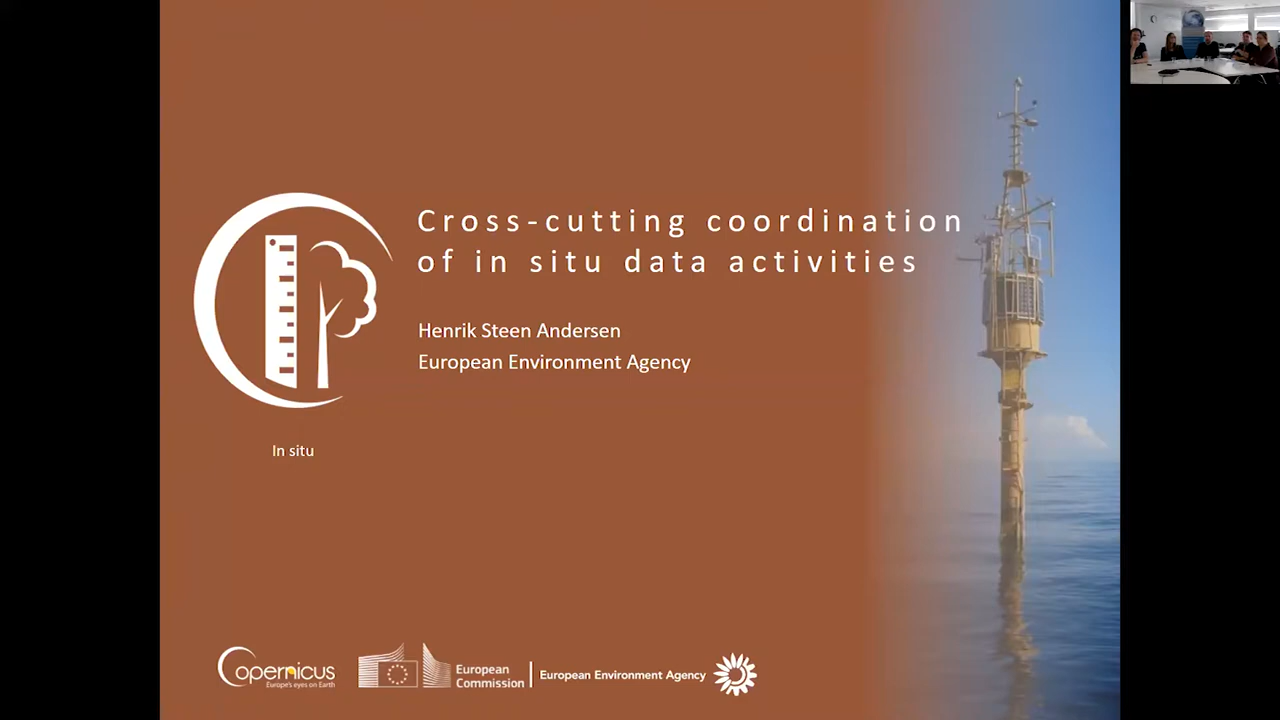 Cross-cutting coordination
of in situ data activities
Henrik Steen Andersen
European Environment Agency
In situ
opernicus
Europe's eyes on Earth
European
Commission
European Environment Agency